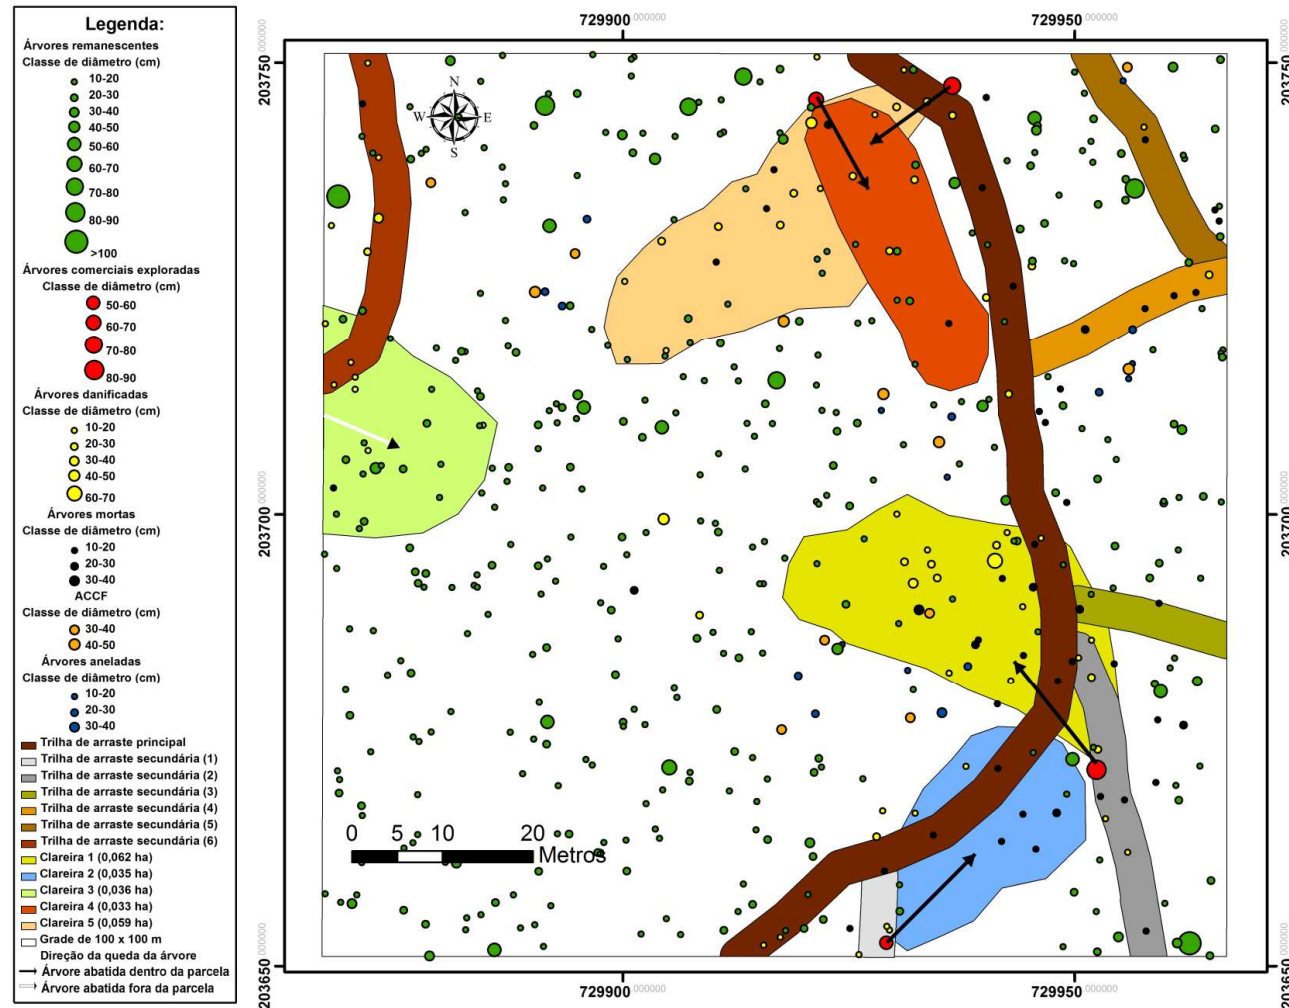 Legenda:
Árvores remanescentes
Classe de diâmetro (cm)
10-20
20-30
30-40
40-50
50-60
60-70
70-80
80-90
>100
Árvores comerciais exploradas
Classe de diâmetro (cm)
50-60
60-70
70-80
80-90
Árvores danificadas
Classe de diâmetro (cm)
10-20
20-30
30-40
40-50
60-70
Árvores mortas
Classe de diâmetro (cm)
10-20
20-30
30-40
ACCF
Classe de diâmetro (cm)
30-40
40-50
Árvores aneladas
Classe de diâmetro (cm)
10-20
20-30
30-40
Trilha de arraste principal
Trilha de arraste secundária (1)
Trilha de arraste secundária (2)
Trilha de arraste secundária (3)
Trilha de arraste secundária (4)
Trilha de arraste secundária (5)
Trilha de arraste secundária (6)
Clareira 1 (0,062 ha)
Clareira 2 (0,035 ha)
Clareira 3 (0,036 ha)
Clareira 4 (0,033 ha)
Clareira 5 (0,059 ha)
Grade de 100 x 100 m
Direção da queda da árvore
Árvore abatida dentro da parcela
Árvore abatida fora da parcela
729900,000000
729950,000000
203750,000000
203750,000000
N
W E
S
203700,000000
203700,000000
0 5 10 20
Metros
203650,000000
203650,000000
729900,000000
729950,000000